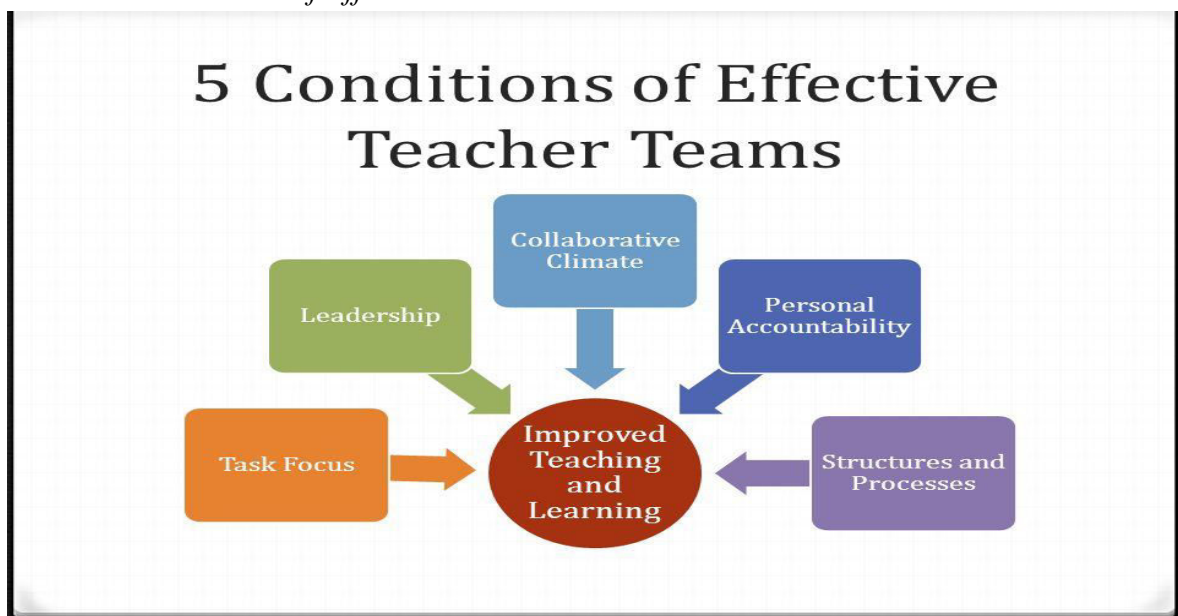 5 Conditions of Effective
Teacher Teams
Collaborative
Climate
Leadership
Personal
Accountability
Task Focus
Improved
Teaching
and
Learning
Structures and
Processes